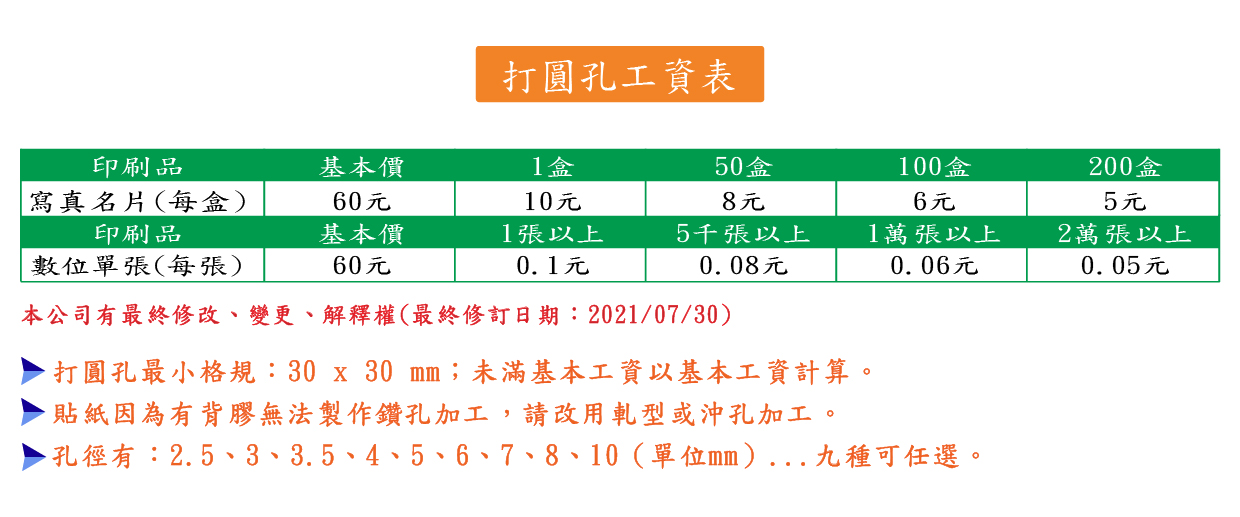 打圓孔工資表
印刷品 基本價 1盒 50盒 100盒 200盒
寫真名片(每盒) 60元 10元 8元 6元 5元
印刷品 基本價 1張以上 5千張以上 1萬張以上 2萬張以上
數位單張(每張) 60元 0.1元 0.08元 0.06元 0.05元
本公司有最終修改、變更、解釋權(最終修訂日期：2021/07/30)
打圓孔最小格規：30 x 30 mm；未滿基本工資以基本工資計算。
貼紙因為有背膠無法製作鑽孔加工，請改用軋型或沖孔加工。
孔徑有：2.5、3、3.5、4、5、6、7、8、10 (單位mm)...九種可任選。